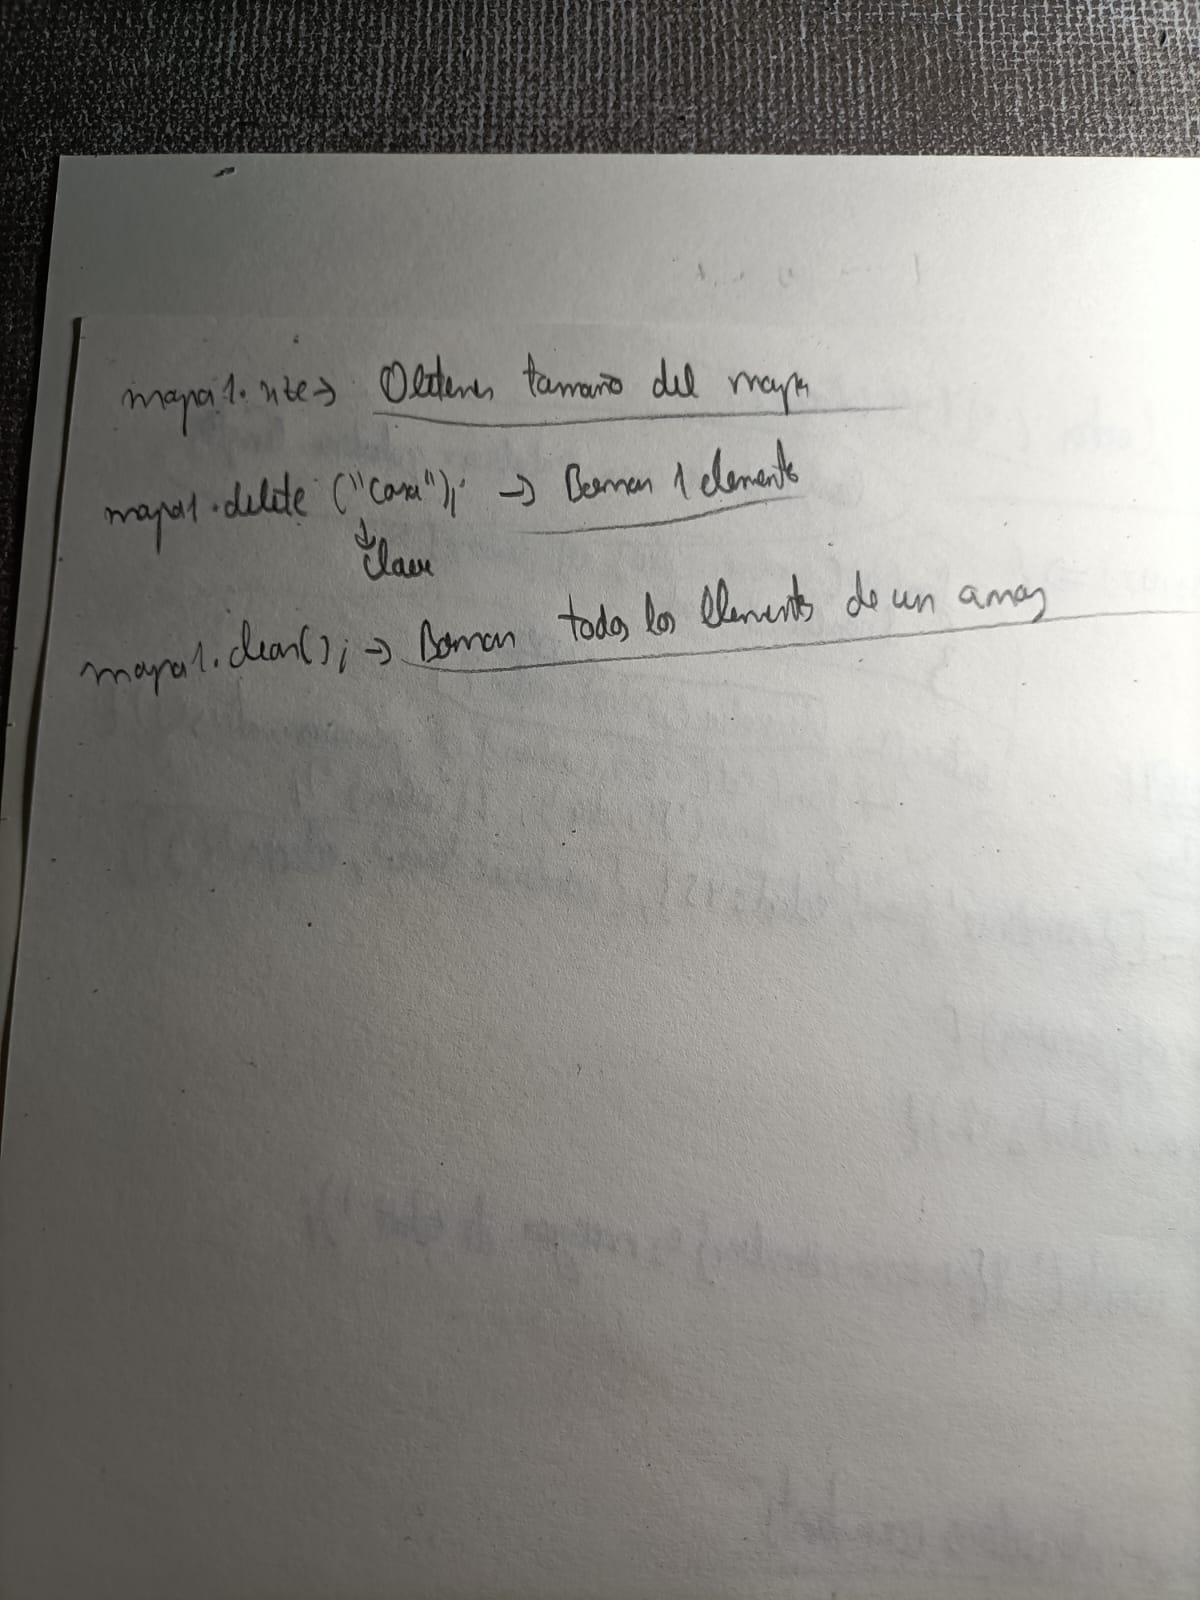 mapa1.size → Obtener tamaño del mapa
mapa1.delete ("Casa"); → Borrar 1 elemento
↓
clave
mapa1.clear(); → Borrar todos los elementos de un array